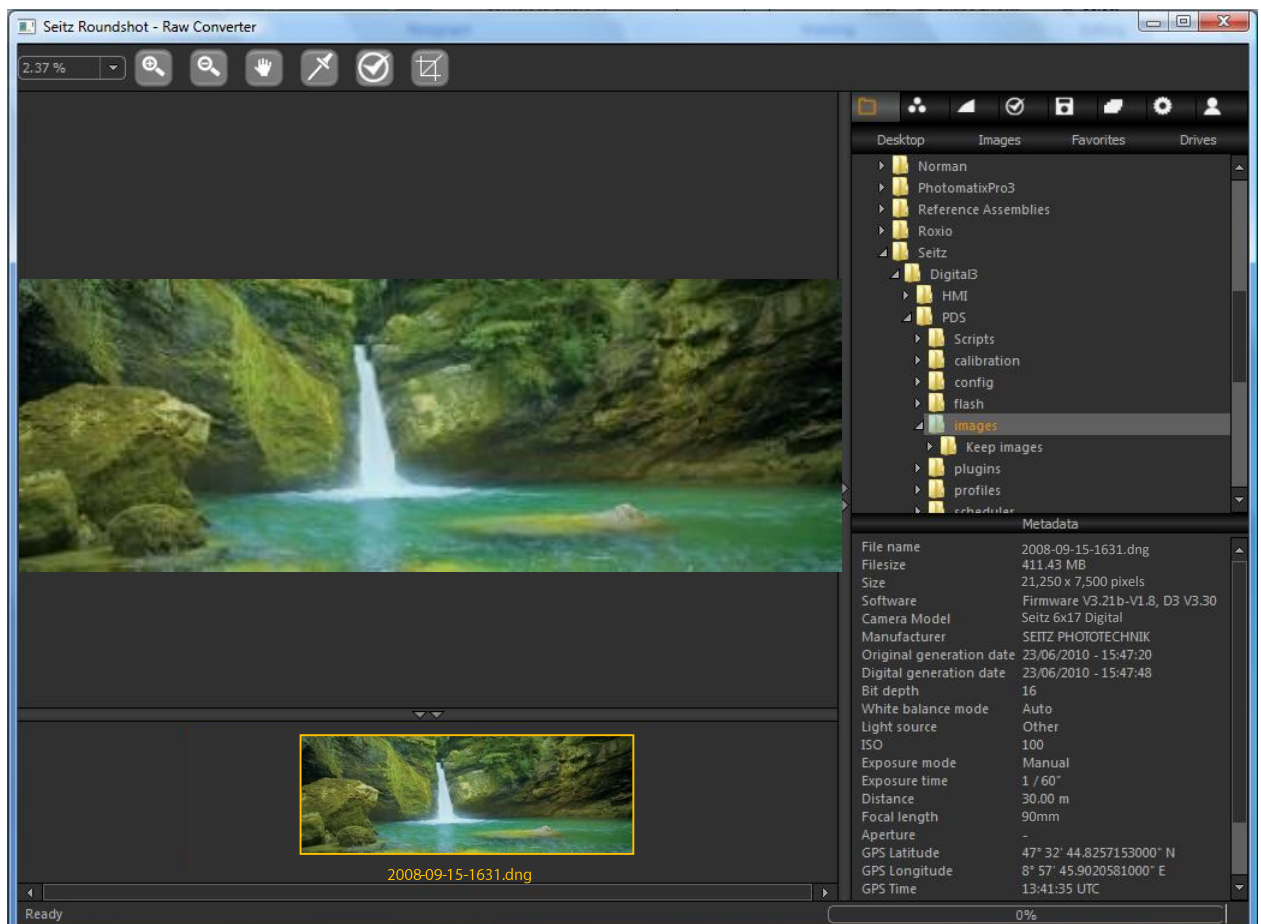 Seitz Roundshot - Raw Converter
2.37 %
Desktop Images Favorites Drives
Norman
PhotomatixPro3
Reference Assemblies
Roxio
Seitz
Digital3
HMI
PDS
Scripts
calibration
config
flash
images
Keep images
plugins
profiles
scheduler
Metadata
File name 2008-09-15-1631.dng
Filesize 411.43 MB
Size 21,250 x 7,500 pixels
Software Firmware V3.21b-V1.8, D3 V3.30
Camera Model Seitz 6x17 Digital
Manufacturer SEITZ PHOTOTECHNIK
Original generation date 23/06/2010 - 15:47:20
Digital generation date 23/06/2010 - 15:47:48
Bit depth 16
White balance mode Auto
Light source Other
ISO 100
Exposure mode Manual
Exposure time 1 / 60"
Distance 30.00 m
Focal length 90mm
Aperture -
GPS Latitude 47° 32' 44.8257153000" N
GPS Longitude 8° 57' 45.9020581000" E
GPS Time 13:41:35 UTC
2008-09-15-1631.dng
Ready
0%